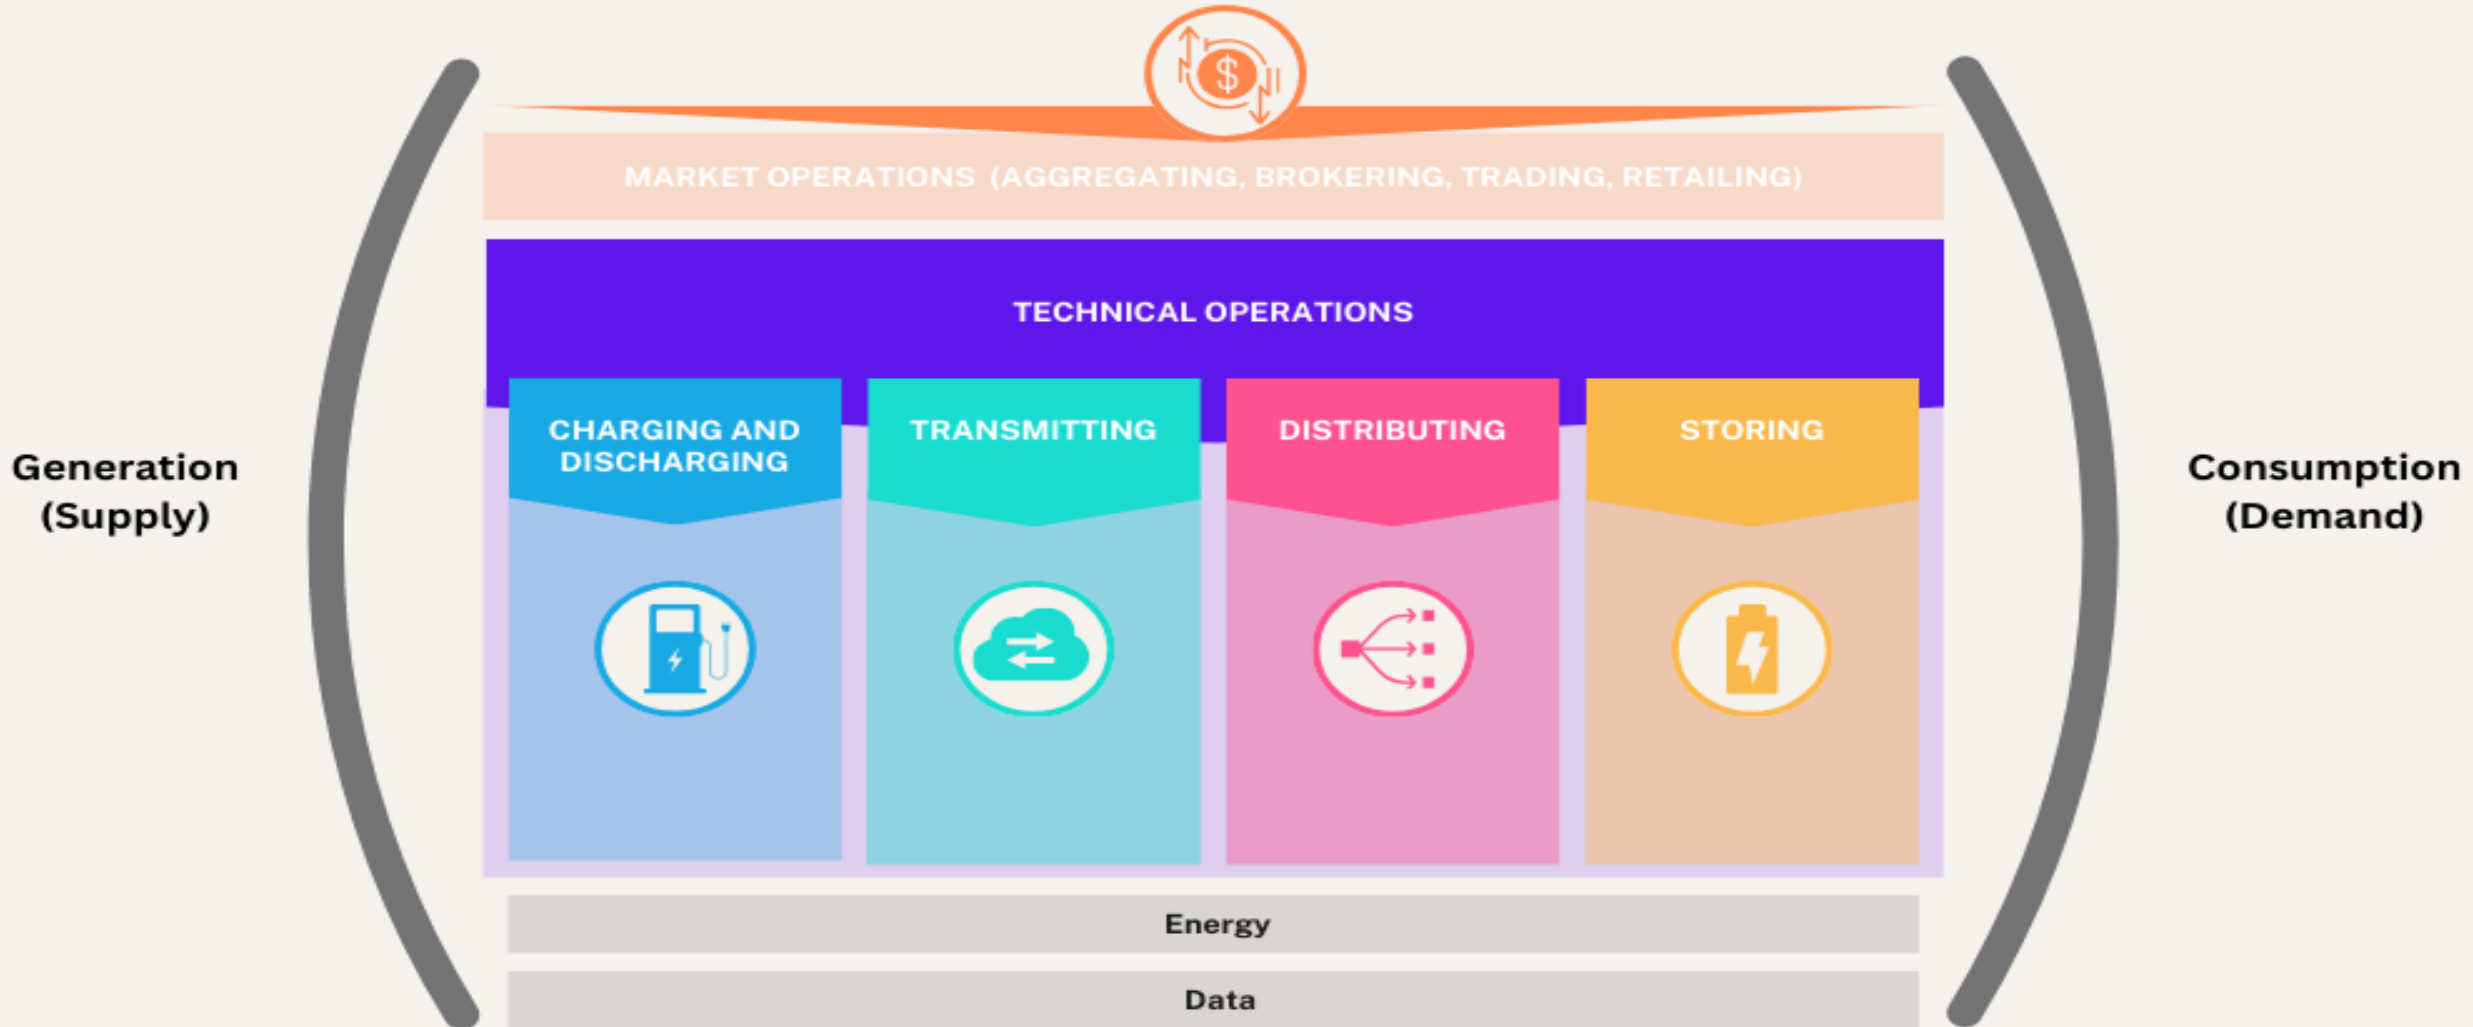 $
MARKET OPERATIONS (AGGREGATING, BROKERING, TRADING, RETAILING)
TECHNICAL OPERATIONS
CHARGING AND
DISCHARGING
TRANSMITTING
DISTRIBUTING
STORING
Generation
(Supply)
Consumption
(Demand)
Energy
Data